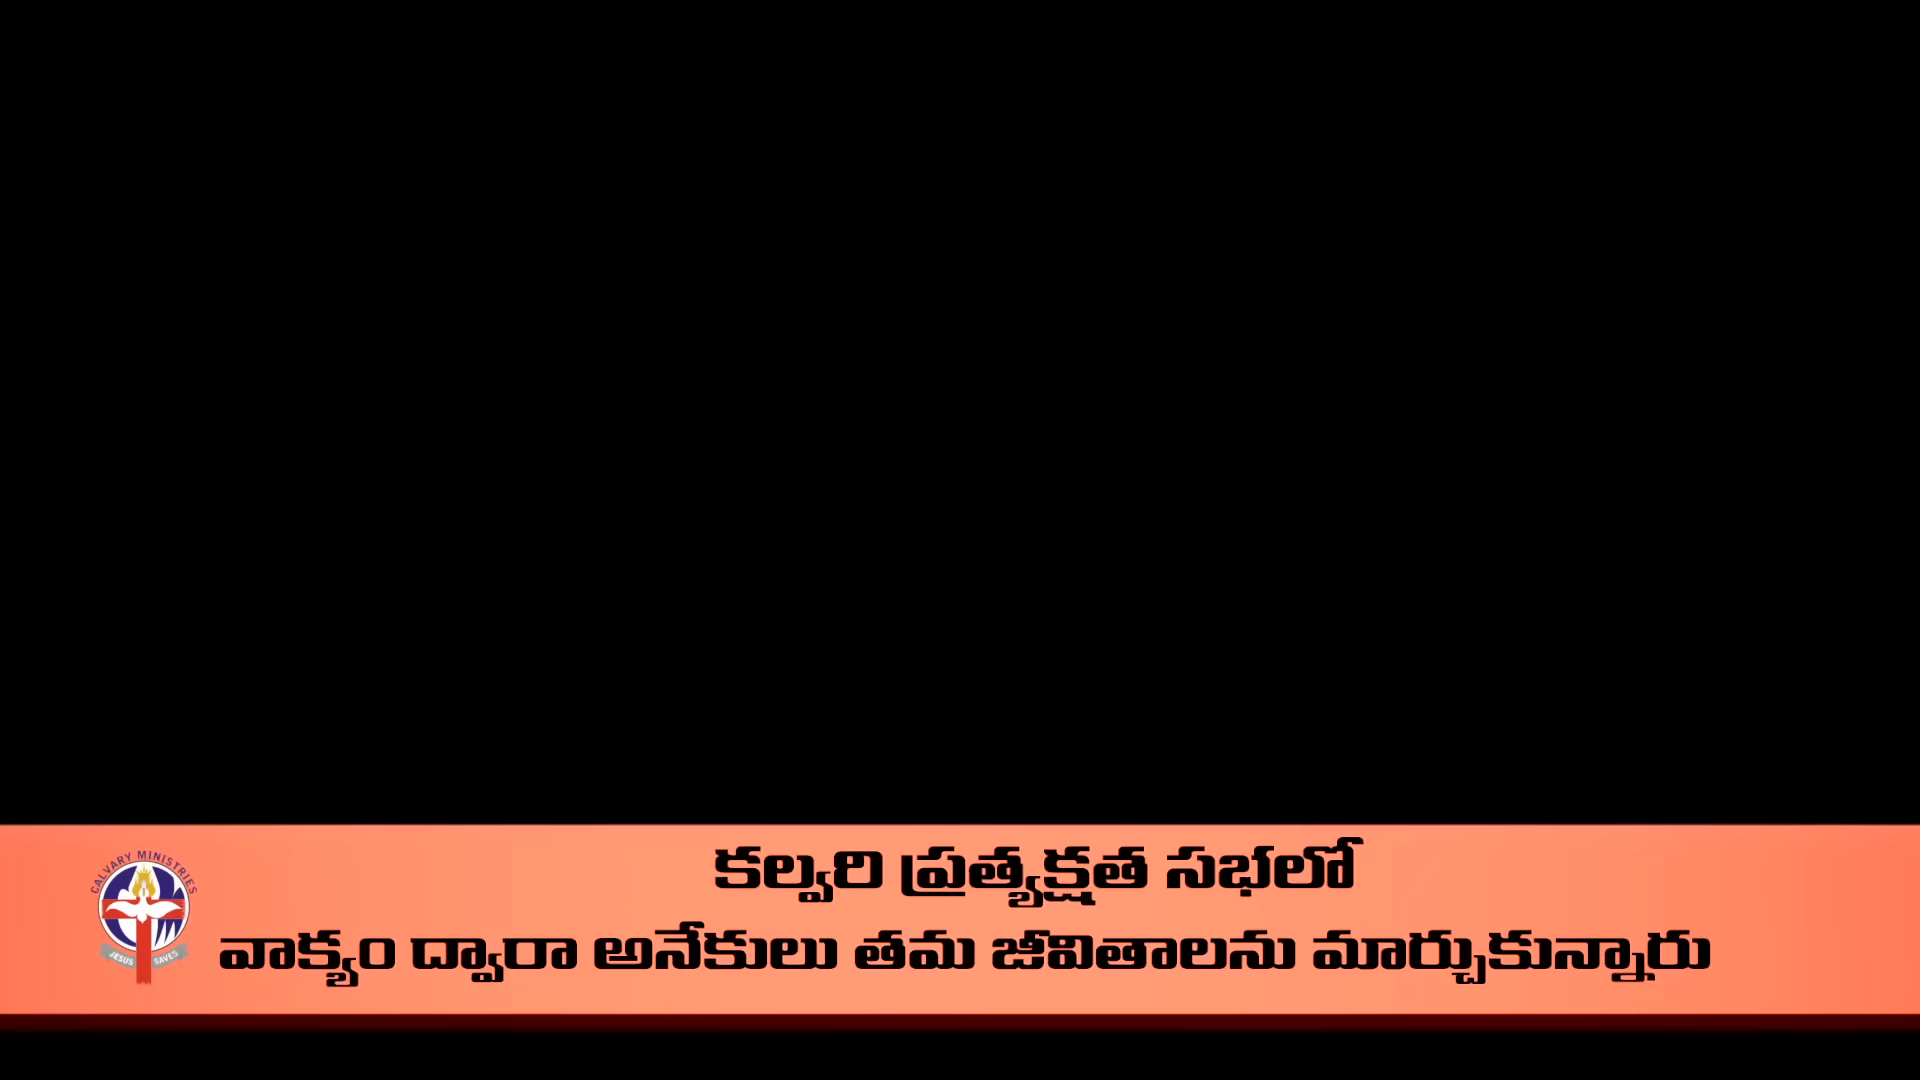 CALVARY MINISTRIES
JESUS SAVES
కల్వరి ప్రత్యక్షత సభలో
వాక్యం ద్వారా అనేకులు తమ జీవితాలను మార్చుకున్నారు